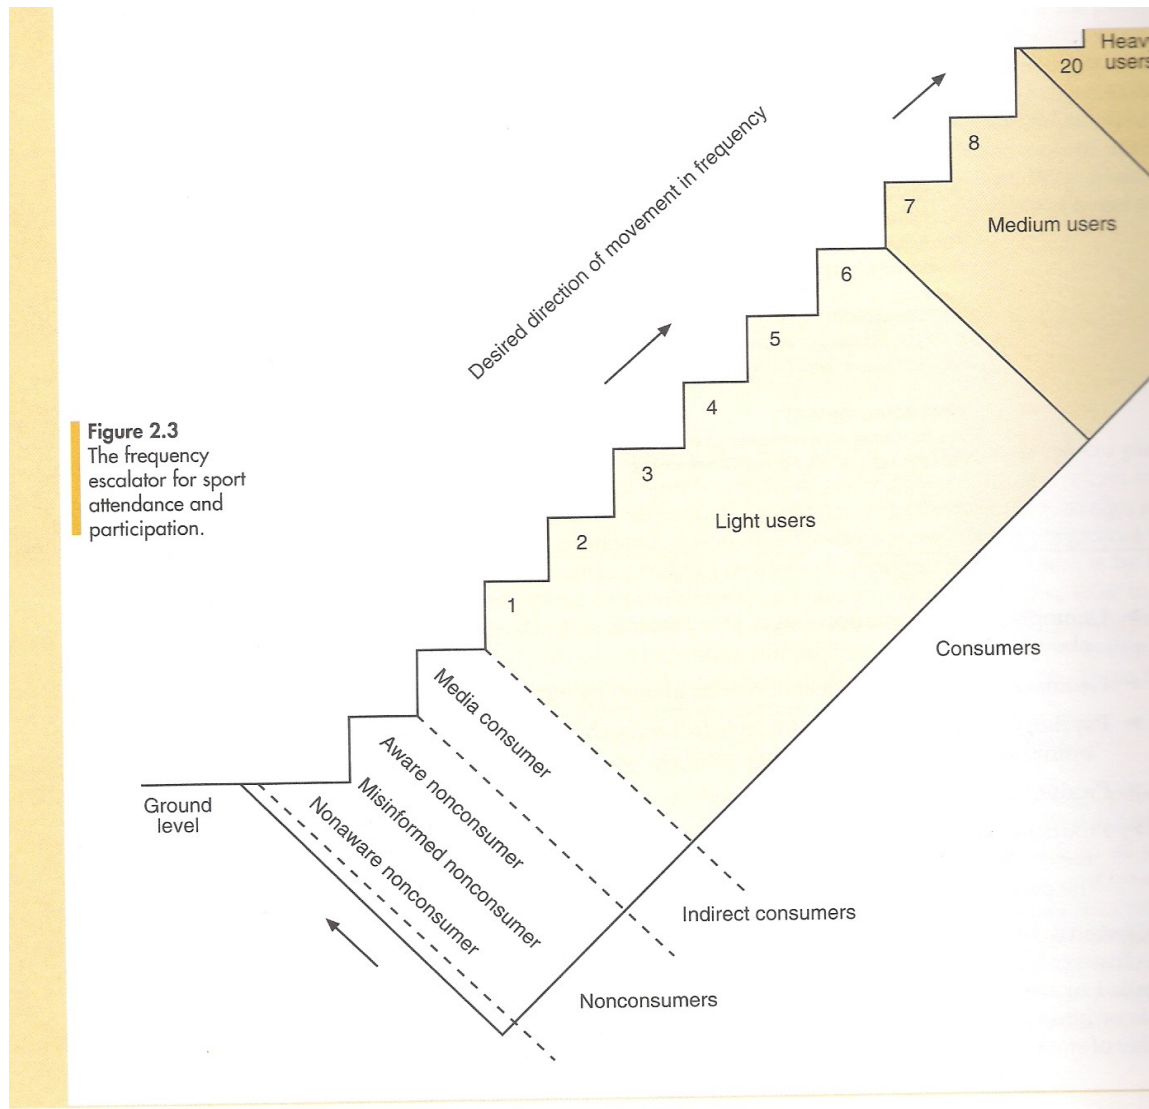 Heav
users
20
8
7
Medium users
Desired direction of movement in frequency
6
5
4
3
Light users
2
1
Figure 2.3
The frequency
escalator for sport
attendance and
participation.
Consumers
Media consumer
Aware nonconsumer
Misinformed nonconsumer
Nonaware nonconsumer
Ground
level
Indirect consumers
Nonconsumers